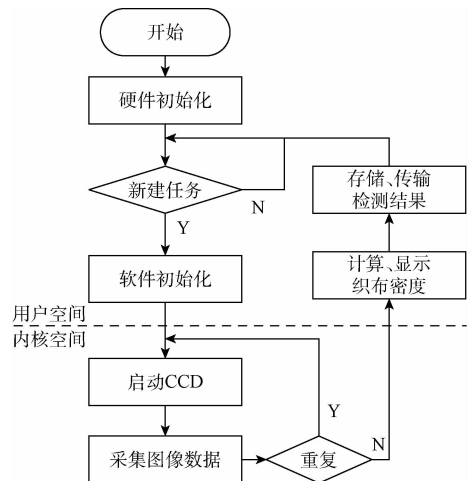 开始
硬件初始化
新建任务
N
Y
存储、传输
检测结果
软件初始化
计算、显示
织布密度
用户空间
内核空间
启动CCD
Y
采集图像数据
重复
N